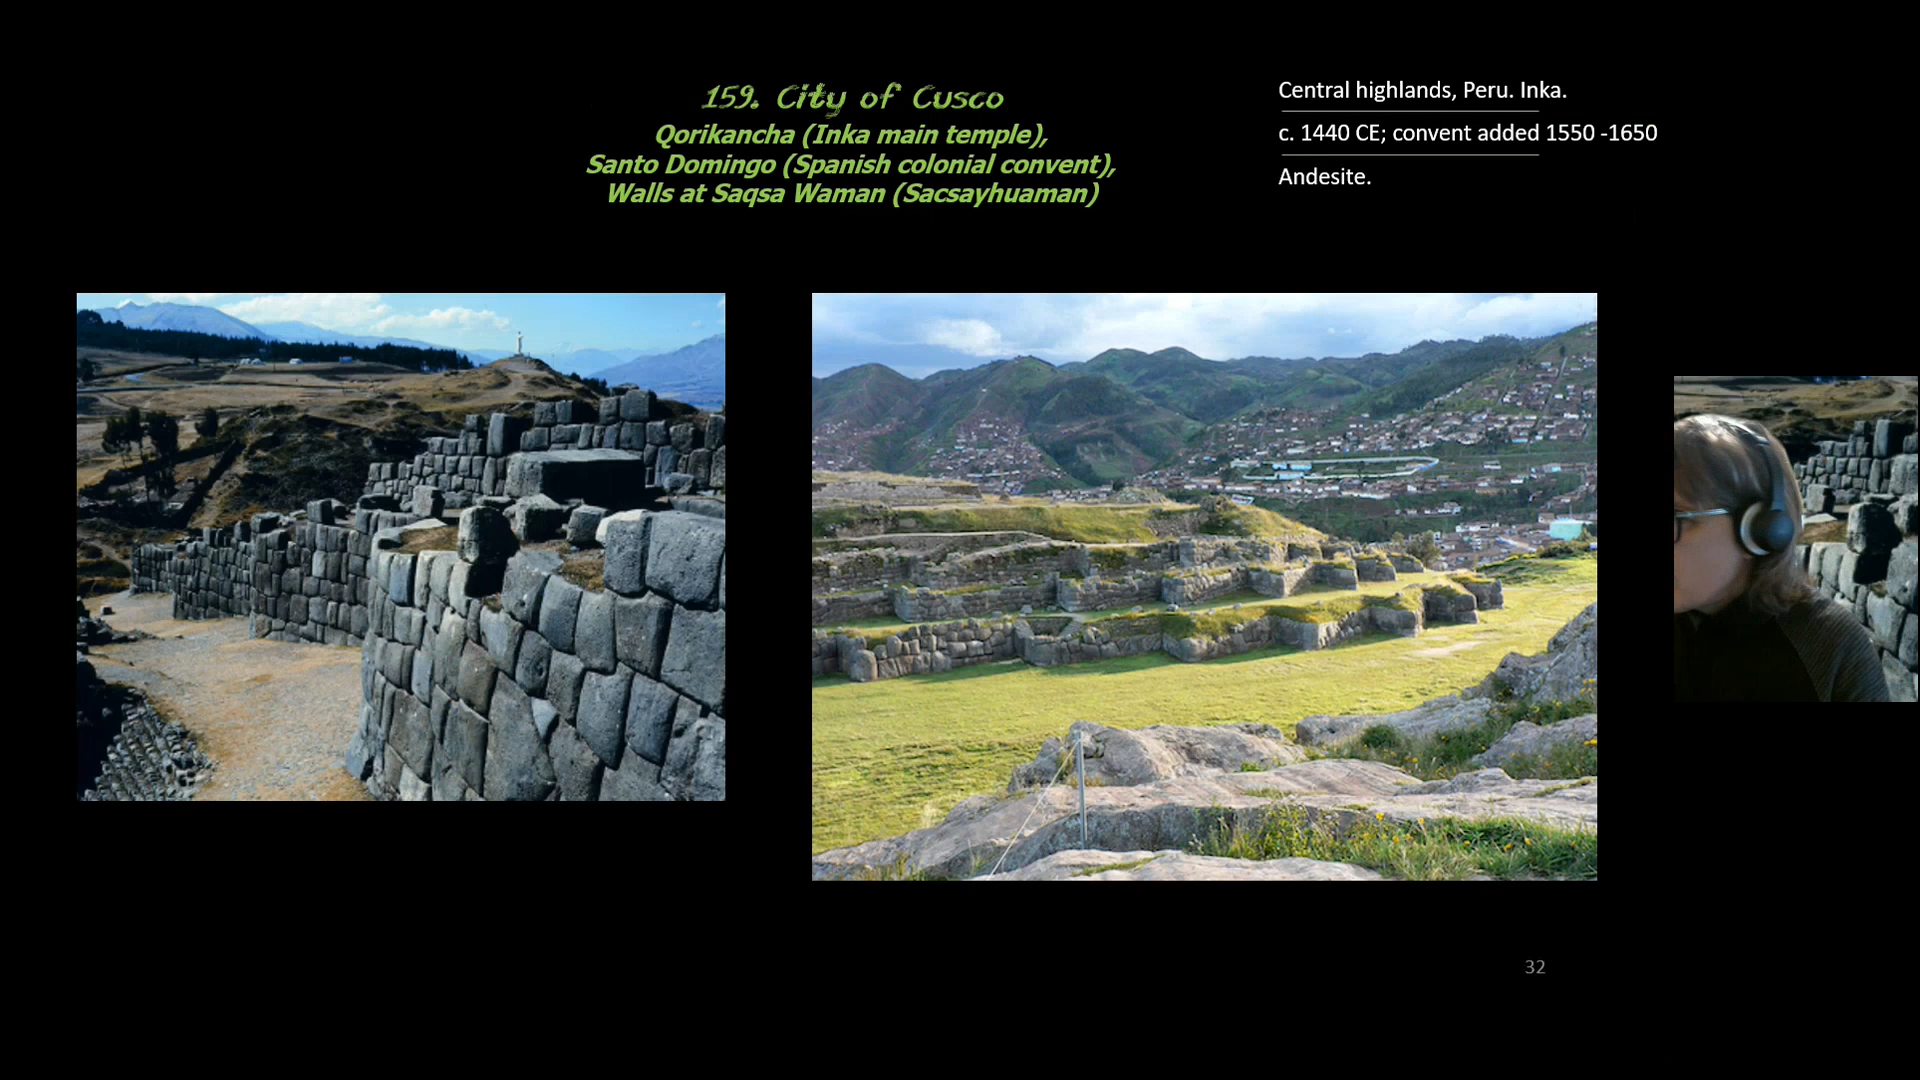 159. City of Cusco
Qorikancha (Inka main temple),
Santo Domingo (Spanish colonial convent),
Walls at Saqsa Waman (Sacsayhuaman)
Central highlands, Peru. Inka.
c. 1440 CE; convent added 1550 -1650
Andesite.
32